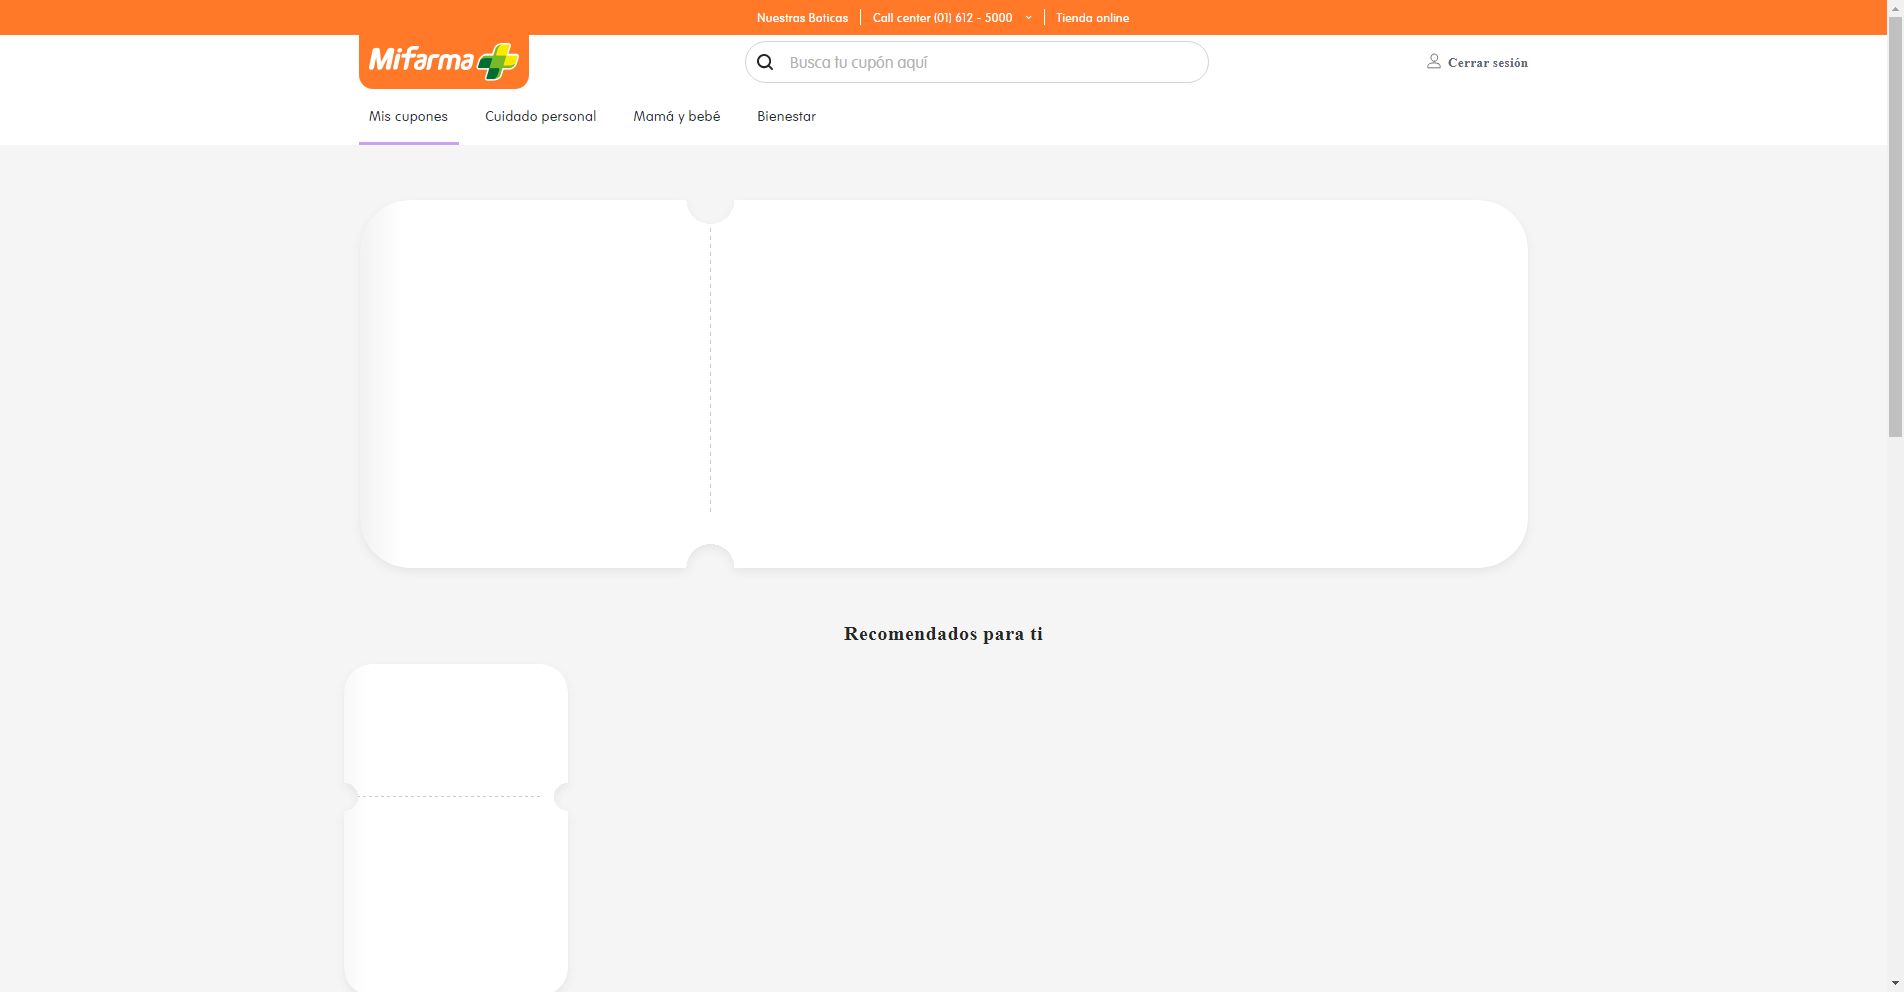 Nuestras Boticas
Call center (01) 612 - 5000
Tienda online
Mifarma
Busca tu cupón aquí
Cerrar sesión
Mis cupones
Cuidado personal
Mamá y bebé
Bienestar
Recomendados para ti